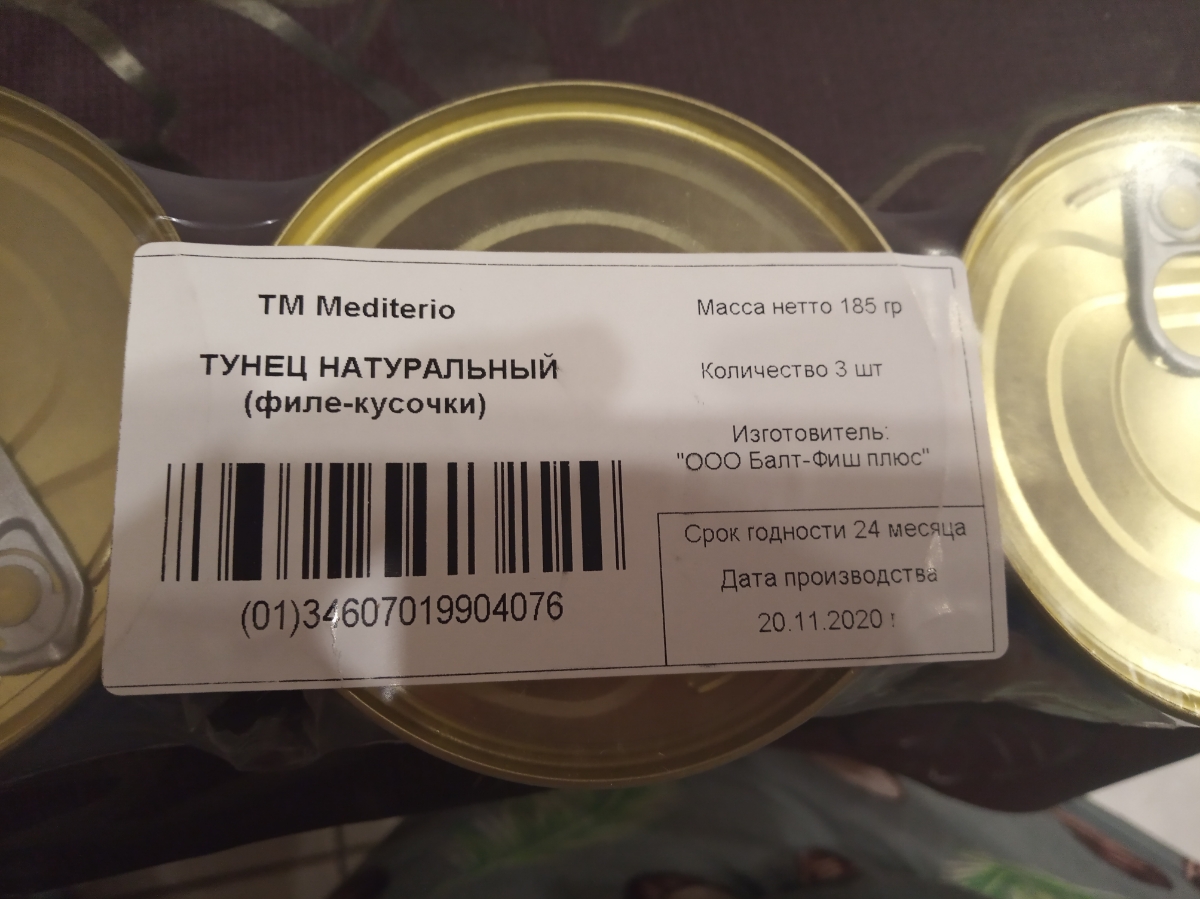 ТМ Mediterio
ТУНЕЦ НАТУРАЛЬНЫЙ
(филе-кусочки)
(01)34607019904076
Масса нетто 185 гр
Количество 3 шт
Изготовитель:
"ООО Балт-Фиш плюс"
Срок годности 24 месяца
Дата производства
20.11.2020 г